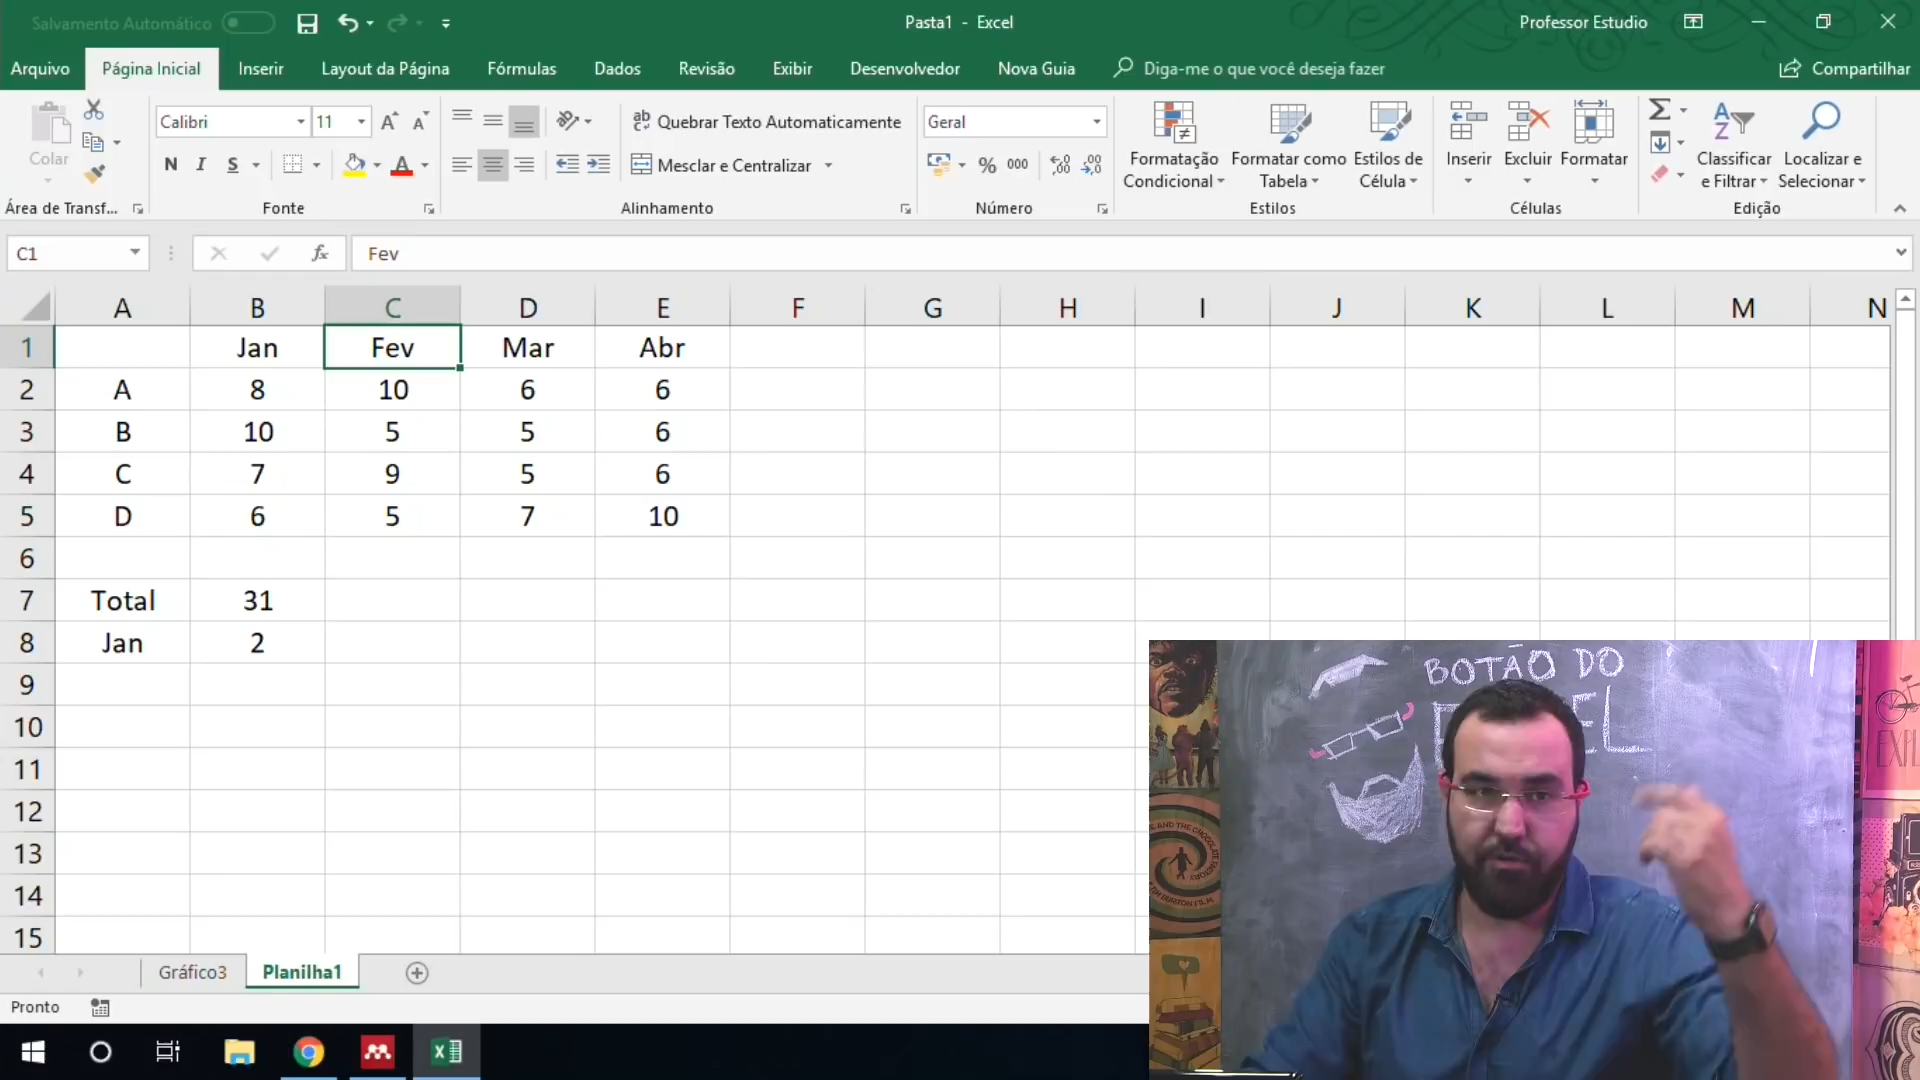 Salvamento Automático
Pasta1 - Excel
Professor Estudio
Arquivo
Página Inicial
Inserir
Layout da Página
Fórmulas
Dados
Revisão
Exibir
Desenvolvedor
Nova Guia
Diga-me o que você deseja fazer
Compartilhar
Colar
Calibri
11
N I S
Quebrar Texto Automaticamente
Mesclar e Centralizar
Geral
% 000
Formatação Condicional
Formatar como Tabela
Estilos de Célula
Inserir
Excluir
Formatar
Classificar e Filtrar
Localizar e Selecionar
Área de Transf...
Fonte
Alinhamento
Número
Estilos
Células
Edição
C1
fx
Fev
A B C D E F G H I J K L M N
1 Jan Fev Mar Abr
2 A 8 10 6 6
3 B 10 5 5 6
4 C 7 9 5 6
5 D 6 5 7 10
6
7 Total 31
8 Jan 2
9
10
11
12
13
14
15
BOTÃO DO
Gráfico3
Planilha1
Pronto